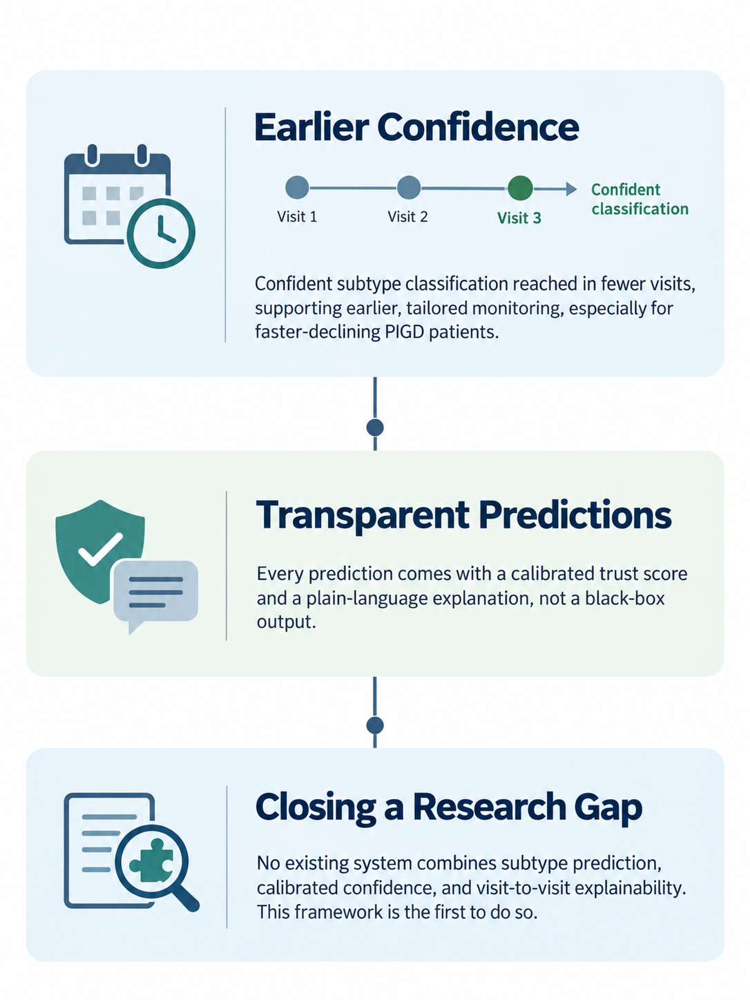 Earlier Confidence
Visit 1
Visit 2
Visit 3
Confident
classification
Confident subtype classification reached in fewer visits,
supporting earlier, tailored monitoring, especially for
faster-declining PIGD patients.
Transparent Predictions
Every prediction comes with a calibrated trust score
and a plain-language explanation, not a black-box
output.
Closing a Research Gap
No existing system combines subtype prediction,
calibrated confidence, and visit-to-visit explainability.
This framework is the first to do so.